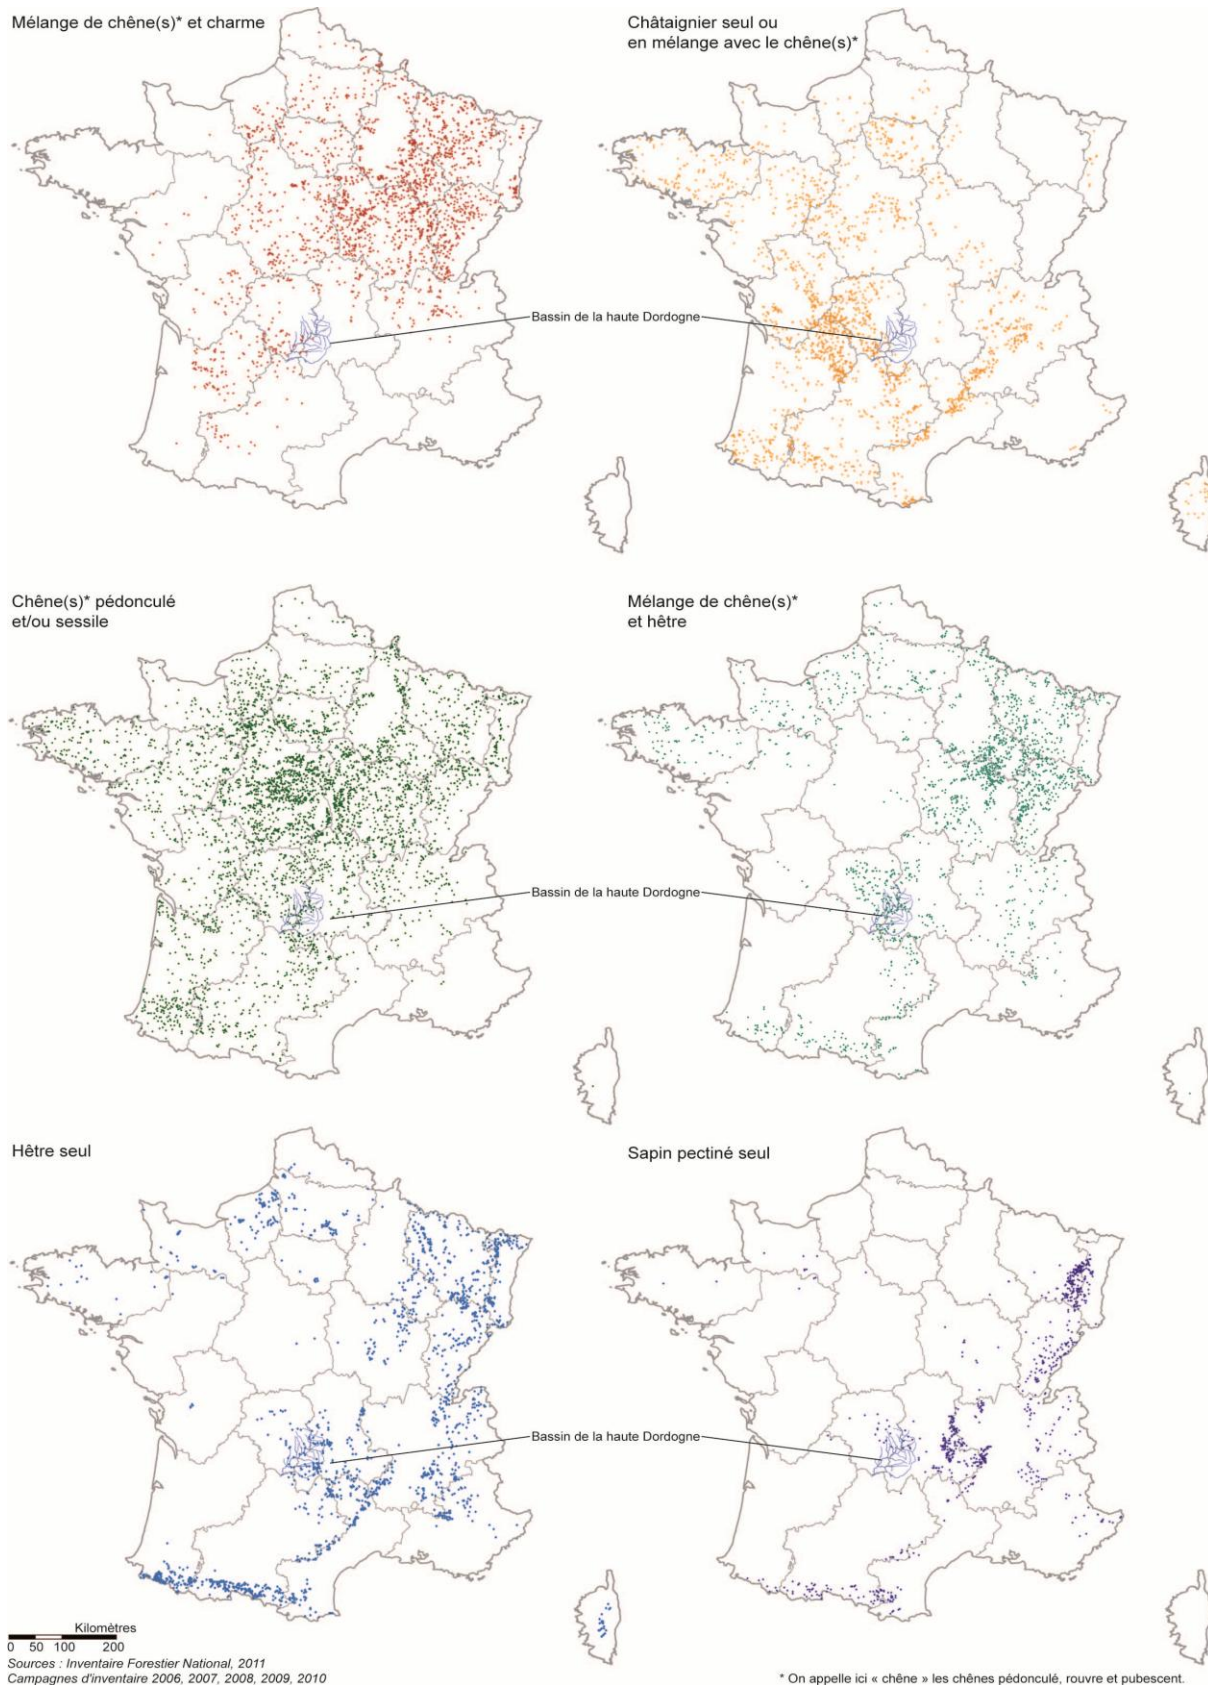 Mélange de chêne(s)* et charme
Châtaignier seul ou
en mélange avec le chêne(s)*
Bassin de la haute Dordogne
Chêne(s)* pédonculé
et/ou sessile
Mélange de chêne(s)*
et hêtre
Bassin de la haute Dordogne
Hêtre seul
Sapin pectiné seul
Bassin de la haute Dordogne
Kilomètres
0 50 100 200
Sources : Inventaire Forestier National, 2011
Campagnes d'inventaire 2006, 2007, 2008, 2009, 2010
* On appelle ici « chêne » les chênes pédonculé, rouvre et pubescent.